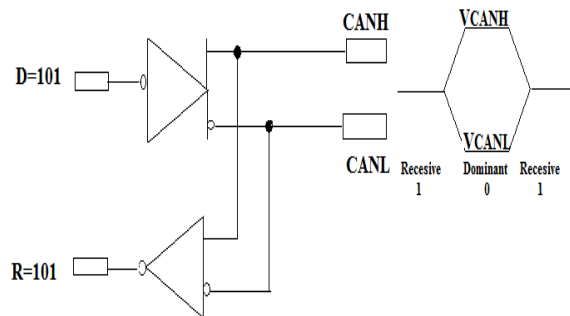 D=101
CANH
CANL
R=101
VCANH
VCANL
Recesive Dominant Recesive
1 0 1